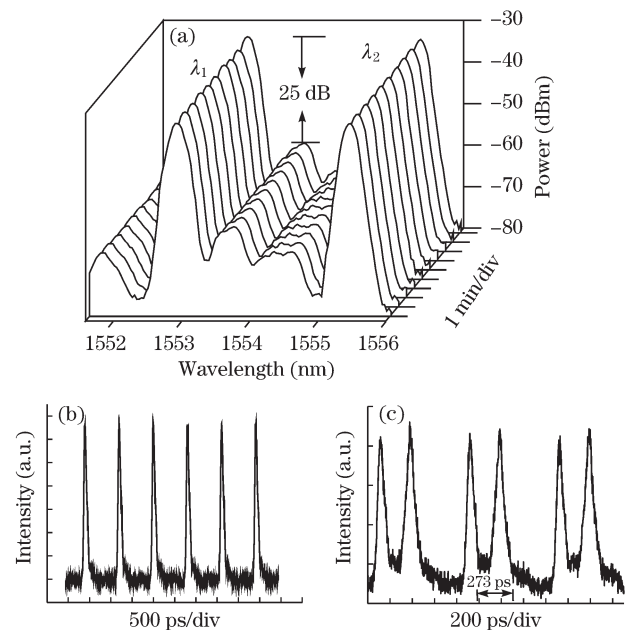 (a)
λ1
λ2
25 dB
−30
−40
−50
−60
−70
−80
Power (dBm)
1 min/div
1552
1553
1554
1555
1556
Wavelength (nm)
(b)
Intensity (a.u.)
500 ps/div
(c)
Intensity (a.u.)
273 ps
200 ps/div